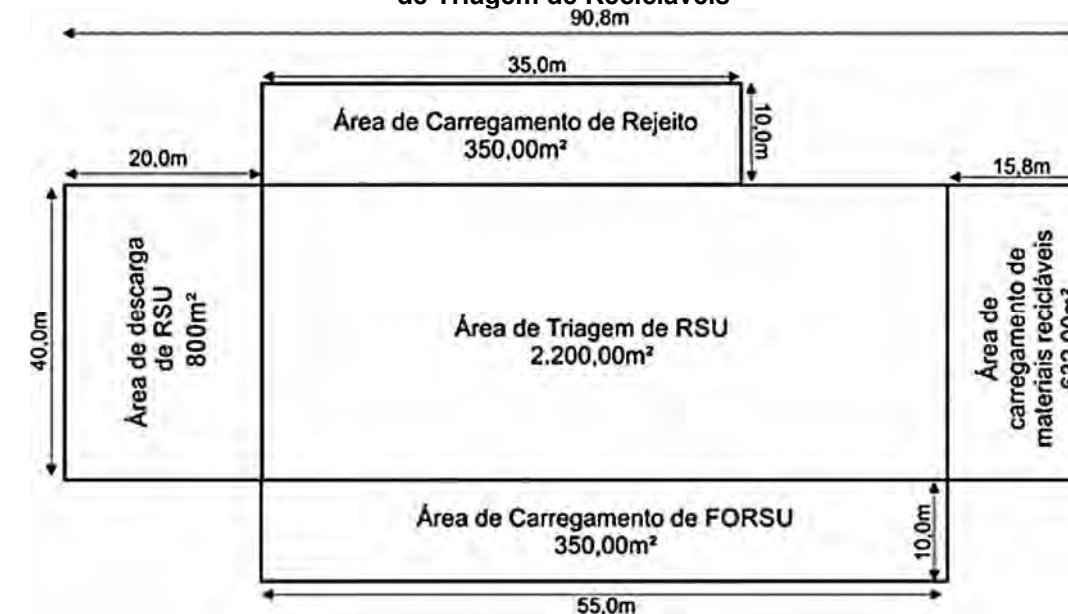 de Triagem de Recicláveis
90,8m
35,0m
Área de Carregamento de Rejeito
350,00m²
10,0m
20,0m
15,8m
40,0m
Área de descarga
de RSU
800m²
Área de Triagem de RSU
2.200,00m²
Área de
carregamento de
materiais recicláveis
Área de Carregamento de FORSU
350,00m²
10,0m
55,0m